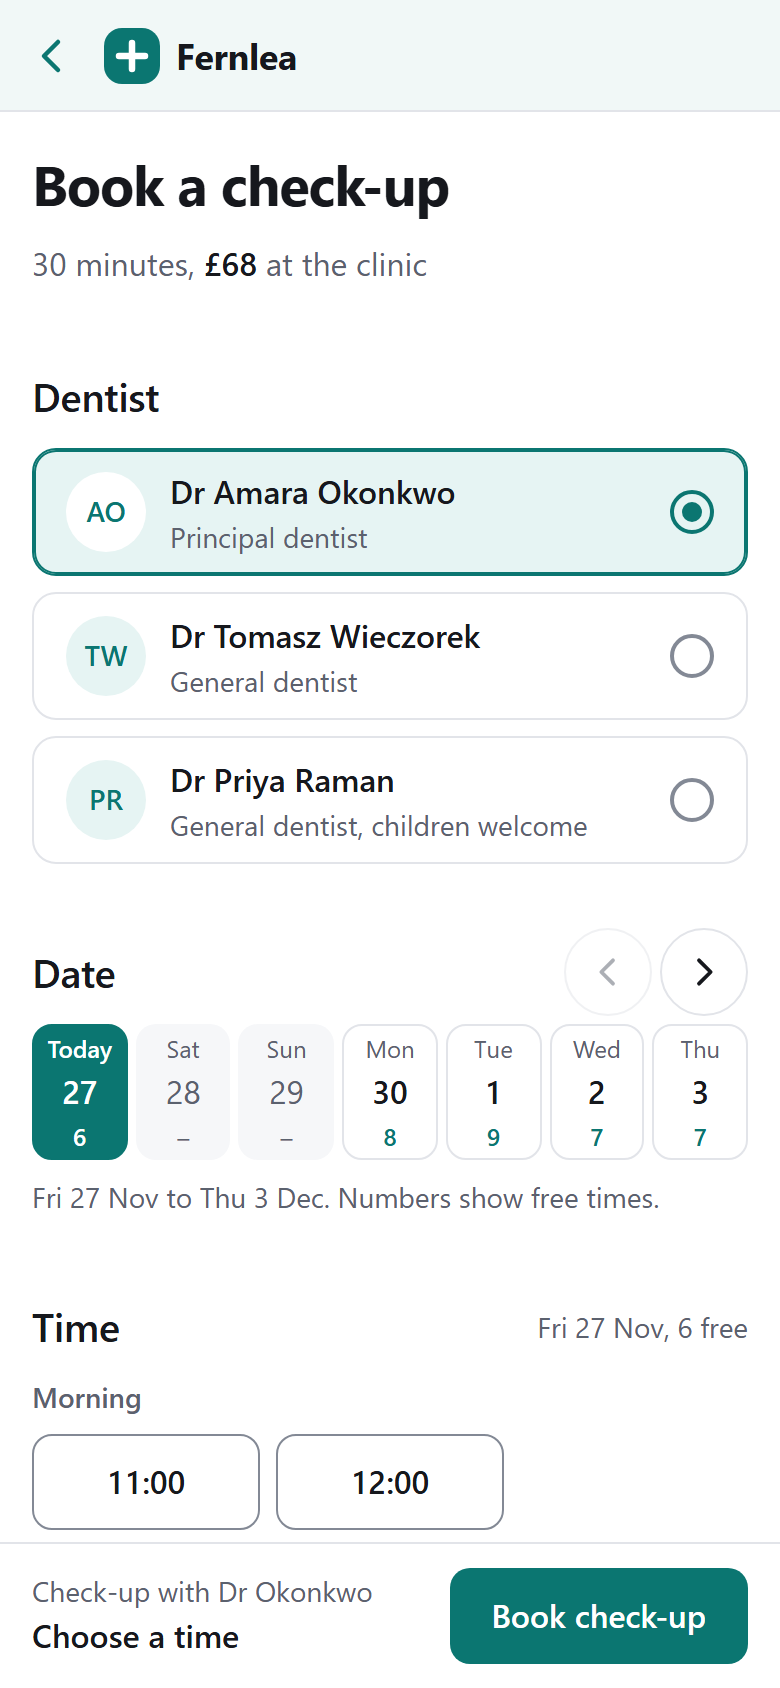 Fernlea
Book a check-up
30 minutes, £68 at the clinic
Dentist
AO
Dr Amara Okonkwo
Principal dentist
TW
Dr Tomasz Wieczorek
General dentist
PR
Dr Priya Raman
General dentist, children welcome
Date
Today Sat Sun Mon Tue Wed Thu
27 28 29 30 1 2 3
6 – – 8 9 7 7
Fri 27 Nov to Thu 3 Dec. Numbers show free times.
Time
Fri 27 Nov, 6 free
Morning
11:00 12:00
Check-up with Dr Okonkwo
Choose a time
Book check-up